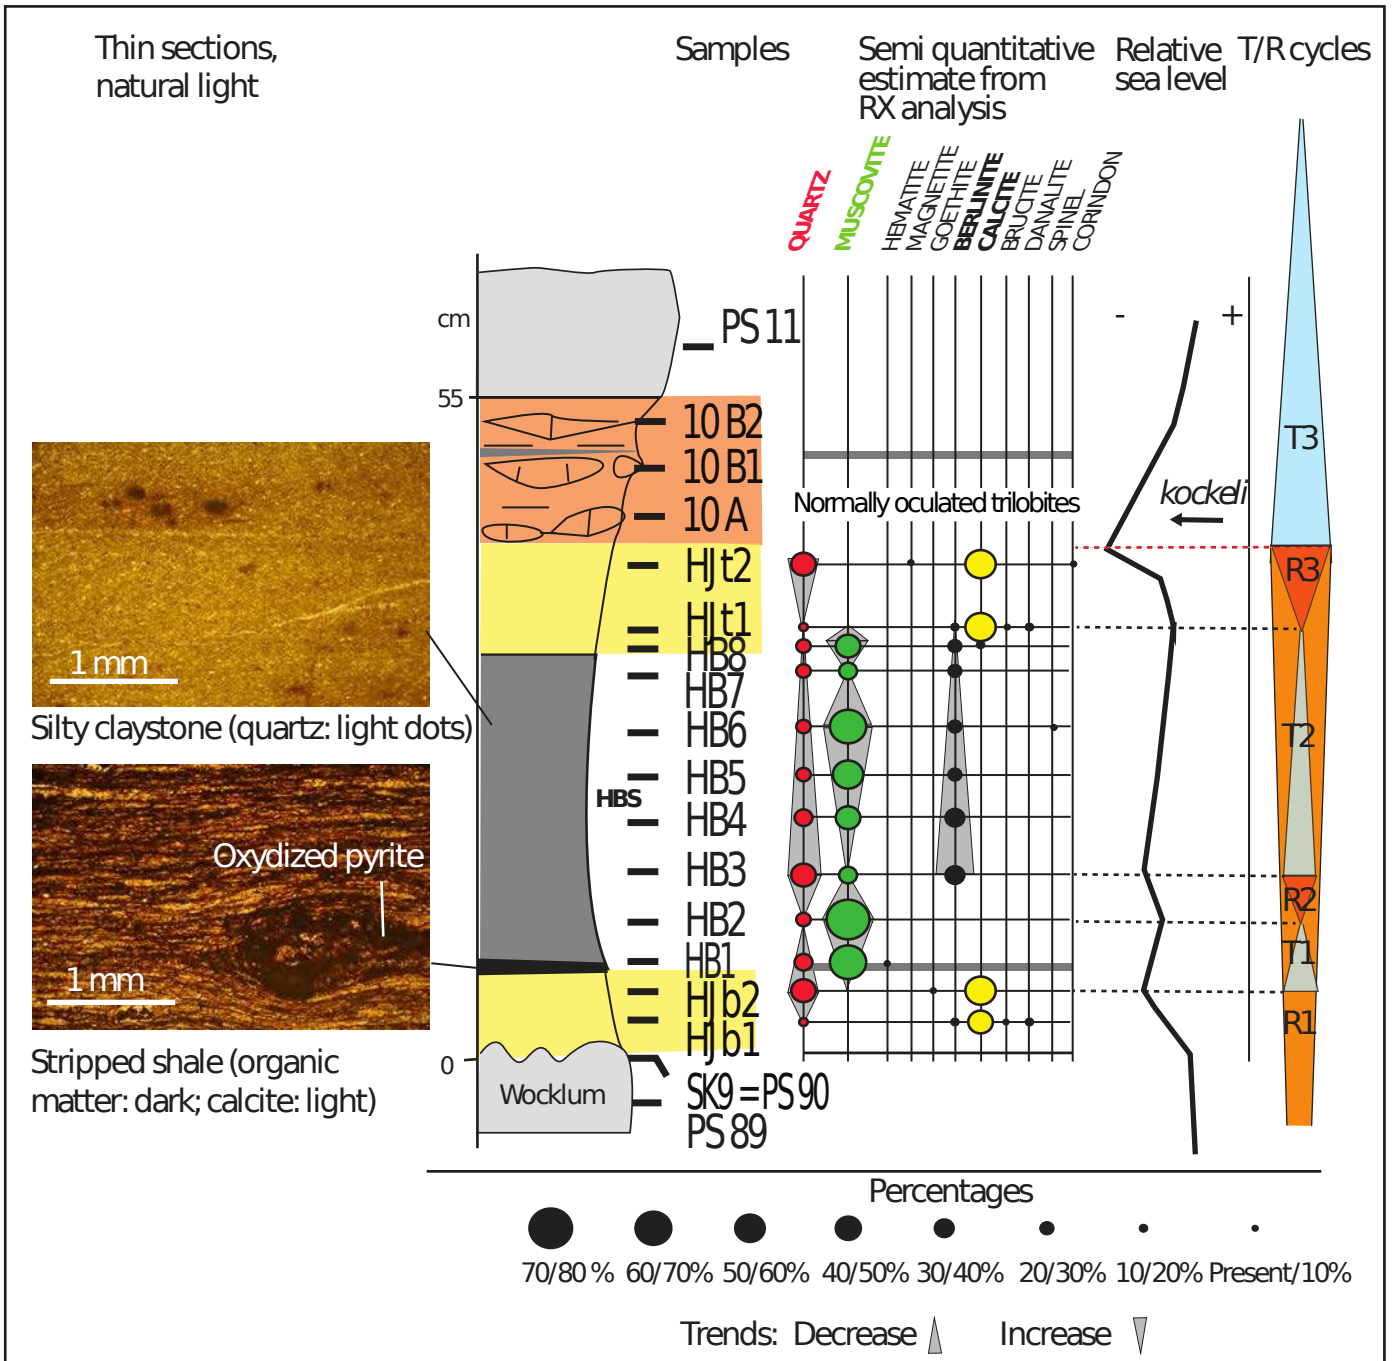 Thin sections,
natural light
Samples
Semi quantitative
estimate from
RX analysis
Relative
sea level
T/R cycles
QUARTZ
MUSCOVITE
HEMATITE
MAGNETITE
GOETHITE
BERLINITE
CALCITE
BRUCITE
DANALITE
SPINEL
CORINDON
cm
55
0
PS 11
10 B2
10 B1
10 A
HJt2
HJt1
HB8
HB7
HB6
HB5
HB4
HB3
HB2
HB1
HJb2
HJb1
SK9 = PS 90
PS 89
HBS
Wocklum
Normally oculated trilobites
- +
kockeli
T3
R3
T2
R2
T1
R1
1 mm
Silty claystone (quartz: light dots)
Oxydized pyrite
1 mm
Stripped shale (organic
matter: dark; calcite: light)
Percentages
70/80 % 60/70% 50/60% 40/50% 30/40% 20/30% 10/20% Present/10%
Trends: Decrease Increase